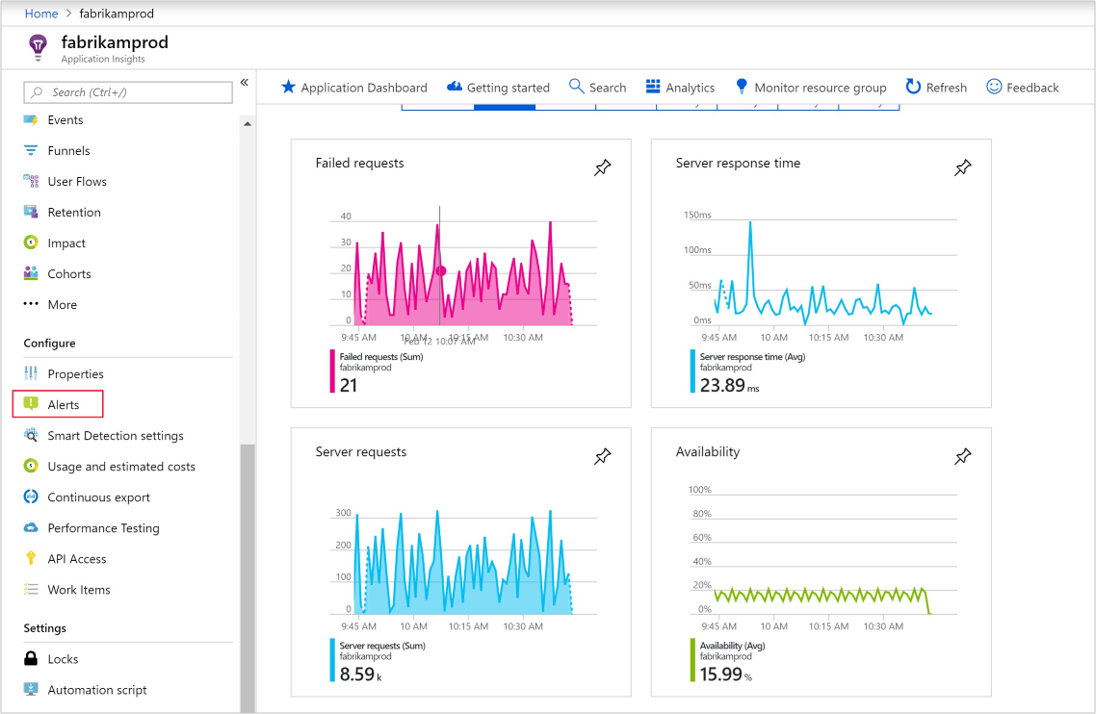 Home > fabrikamprod
fabrikamprod
Application Insights
Search (Ctrl+/)
«
Application Dashboard
Getting started
Search
Analytics
Monitor resource group
Refresh
Feedback
Events
Funnels
User Flows
Retention
Impact
Cohorts
More
Configure
Properties
Alerts
Smart Detection settings
Usage and estimated costs
Continuous export
Performance Testing
API Access
Work Items
Settings
Locks
Automation script
Failed requests
40
30
20
10
0
9:45 AM 10 AM 10:15 AM 10:30 AM
Feb 12 10:07 AM
Failed requests (Sum)
fabrikamprod
21
Server response time
150ms
100ms
50ms
0ms
9:45 AM 10 AM 10:15 AM 10:30 AM
Server response time (Avg)
fabrikamprod
23.89 ms
Server requests
300
200
100
0
9:45 AM 10 AM 10:15 AM 10:30 AM
Server requests (Sum)
fabrikamprod
8.59 k
Availability
100%
80%
60%
40%
20%
0%
9:45 AM 10 AM 10:15 AM 10:30 AM
Availability (Avg)
fabrikamprod
15.99 %